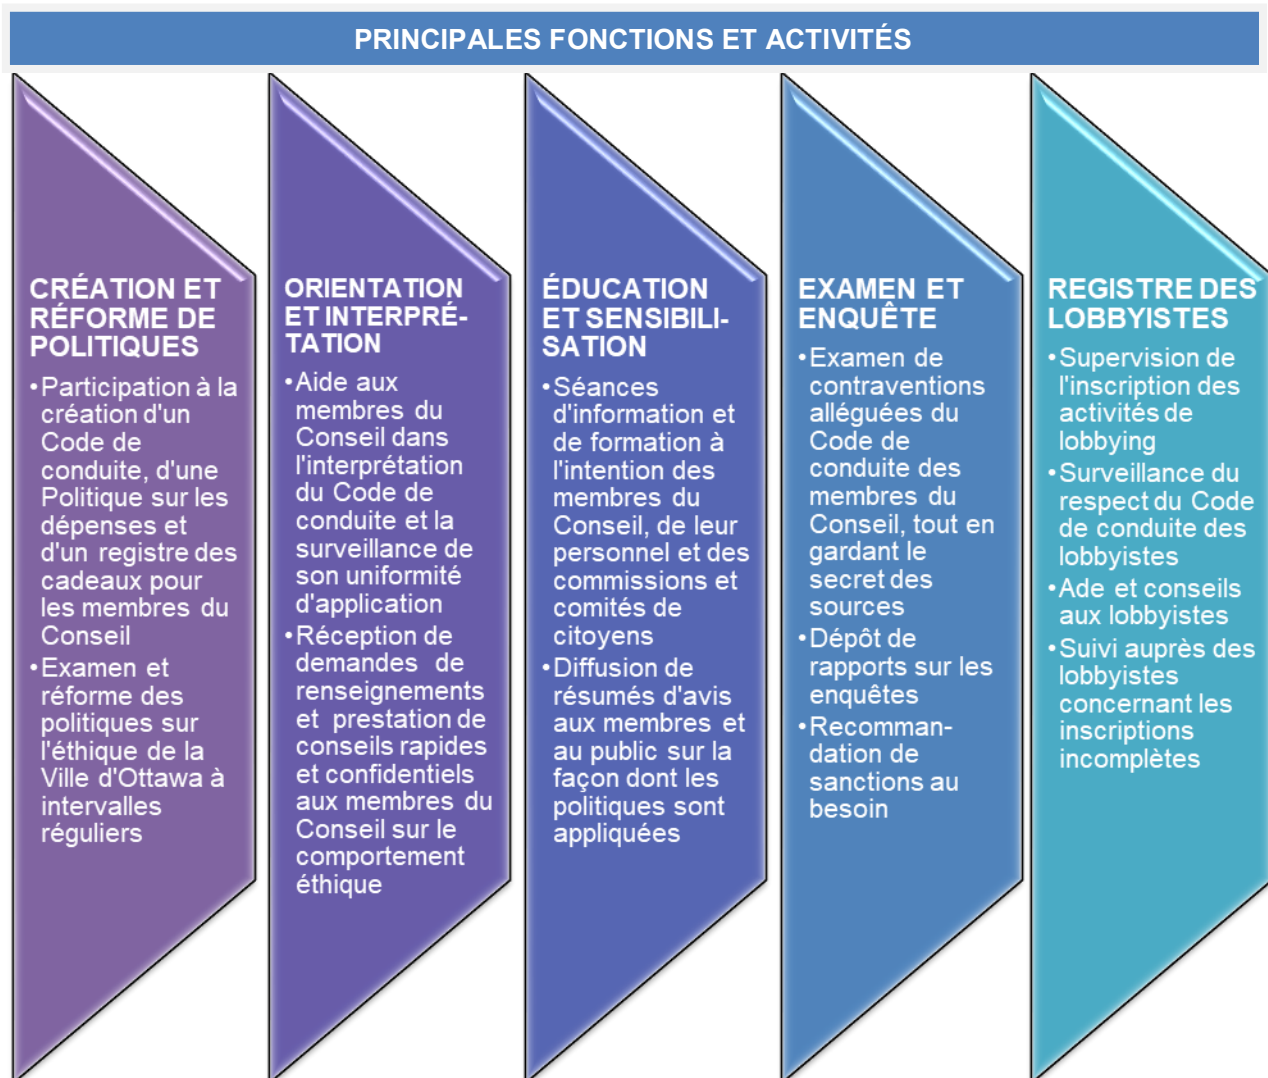 PRINCIPALES FONCTIONS ET ACTIVITÉS
CRÉATION ET
RÉFORME DE
POLITIQUES
•Participation à la
création d'un
Code de
conduite, d'une
Politique sur les
dépenses et
d'un registre des
cadeaux pour
les membres du
Conseil
•Examen et
réforme des
politiques sur
l'éthique de la
Ville d'Ottawa à
intervalles
réguliers
ORIENTATION
ET INTERPRÉ-
TATION
•Aide aux
membres du
Conseil dans
l'interprétation
du Code de
conduite et la
surveillance de
son uniformité
d'application
•Réception de
demandes de
renseignements
et prestation de
conseils rapides
et confidentiels
aux membres du
Conseil sur le
comportement
éthique
ÉDUCATION
ET SENSIBILI-
SATION
•Séances
d'information et
de formation à
l'intention des
membres du
Conseil, de leur
personnel et des
commissions et
comités de
citoyens
•Diffusion de
résumés d'avis
aux membres et
au public sur la
façon dont les
politiques sont
appliquées
EXAMEN ET
ENQUÊTE
•Examen de
contraventions
alléguées du
Code de
conduite des
membres du
Conseil, tout en
gardant le
secret des
sources
•Dépôt de
rapports sur les
enquêtes
•Recomman-
dation de
sanctions au
besoin
REGISTRE DES
LOBBYISTES
•Supervision de
l'inscription des
activités de
lobbying
•Surveillance du
respect du Code
de conduite des
lobbyistes
•Ade et conseils
aux lobbyistes
•Suivi auprès des
lobbyistes
concernant les
inscriptions
incomplètes